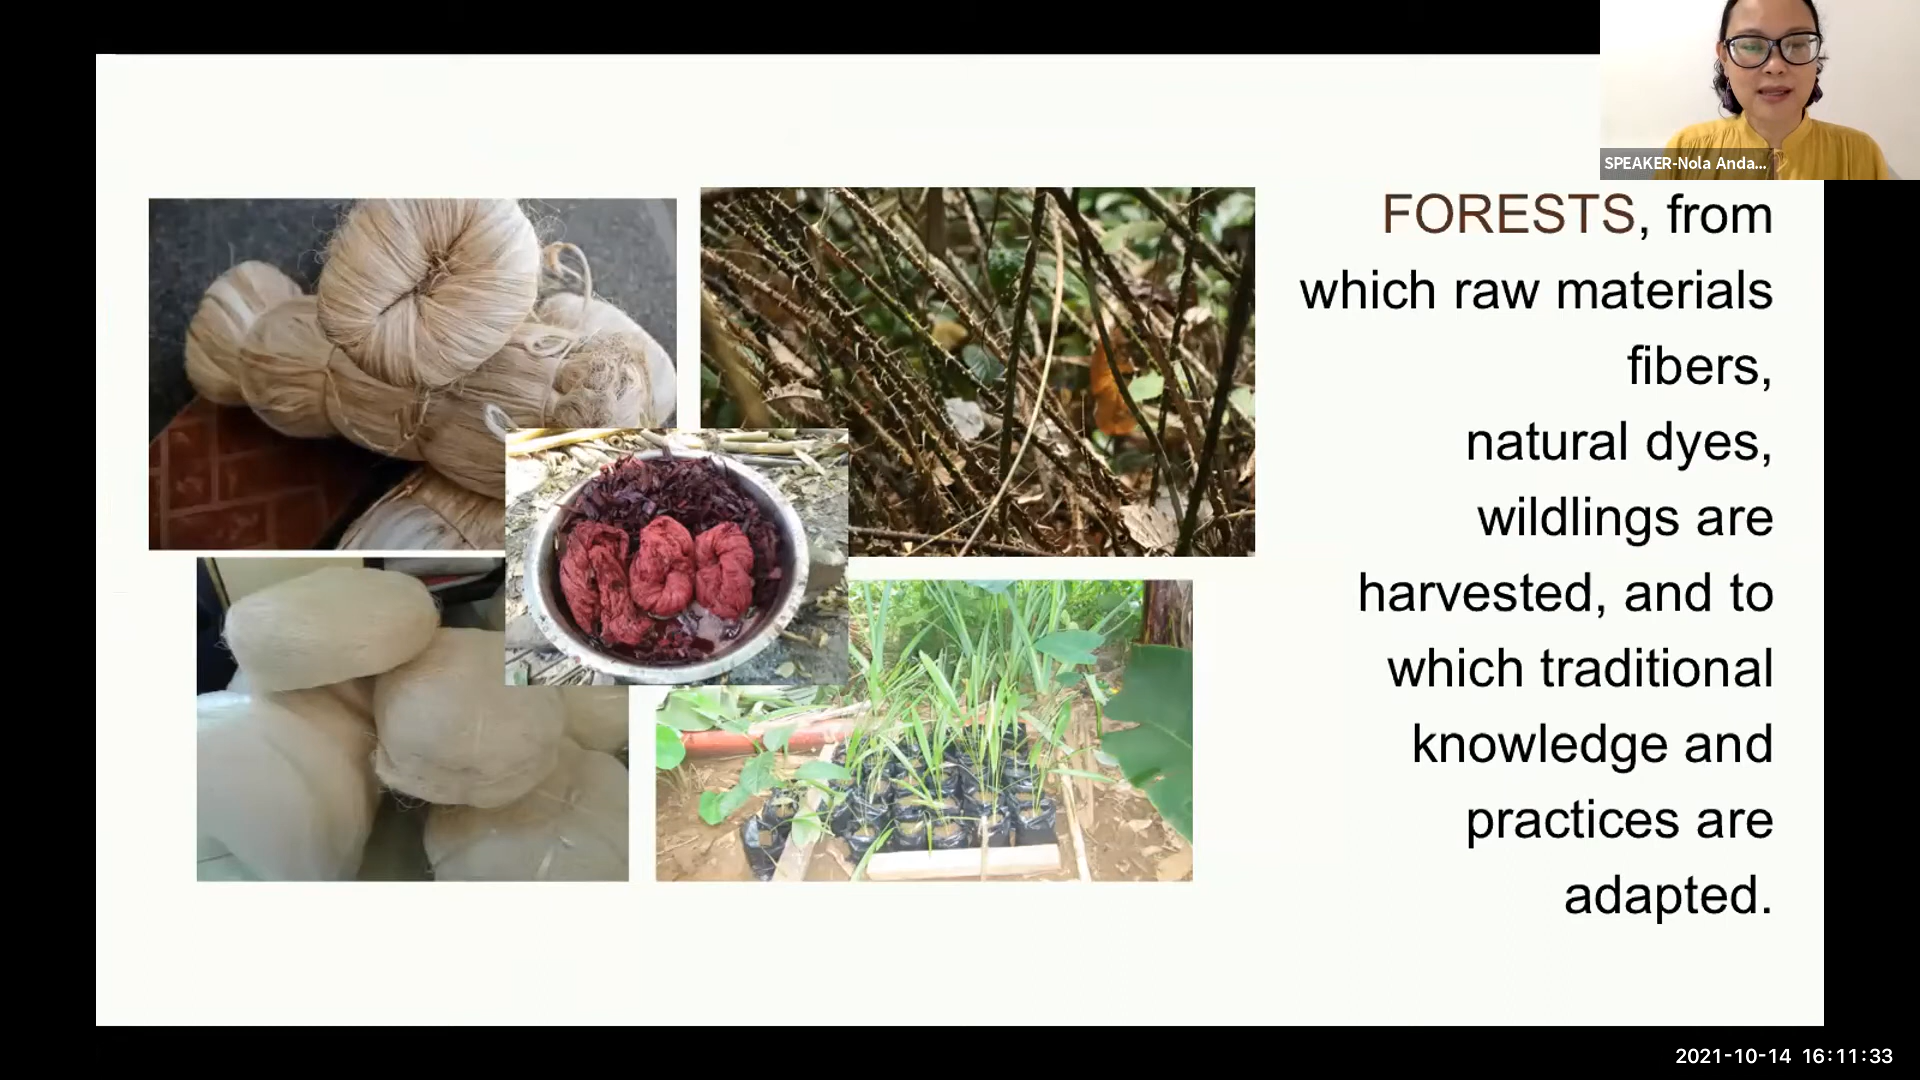 SPEAKER-Nola Anda...
FORESTS, from
which raw materials
fibers,
natural dyes,
wildlings are
harvested, and to
which traditional
knowledge and
practices are
adapted.
2021-10-14 16:11:33